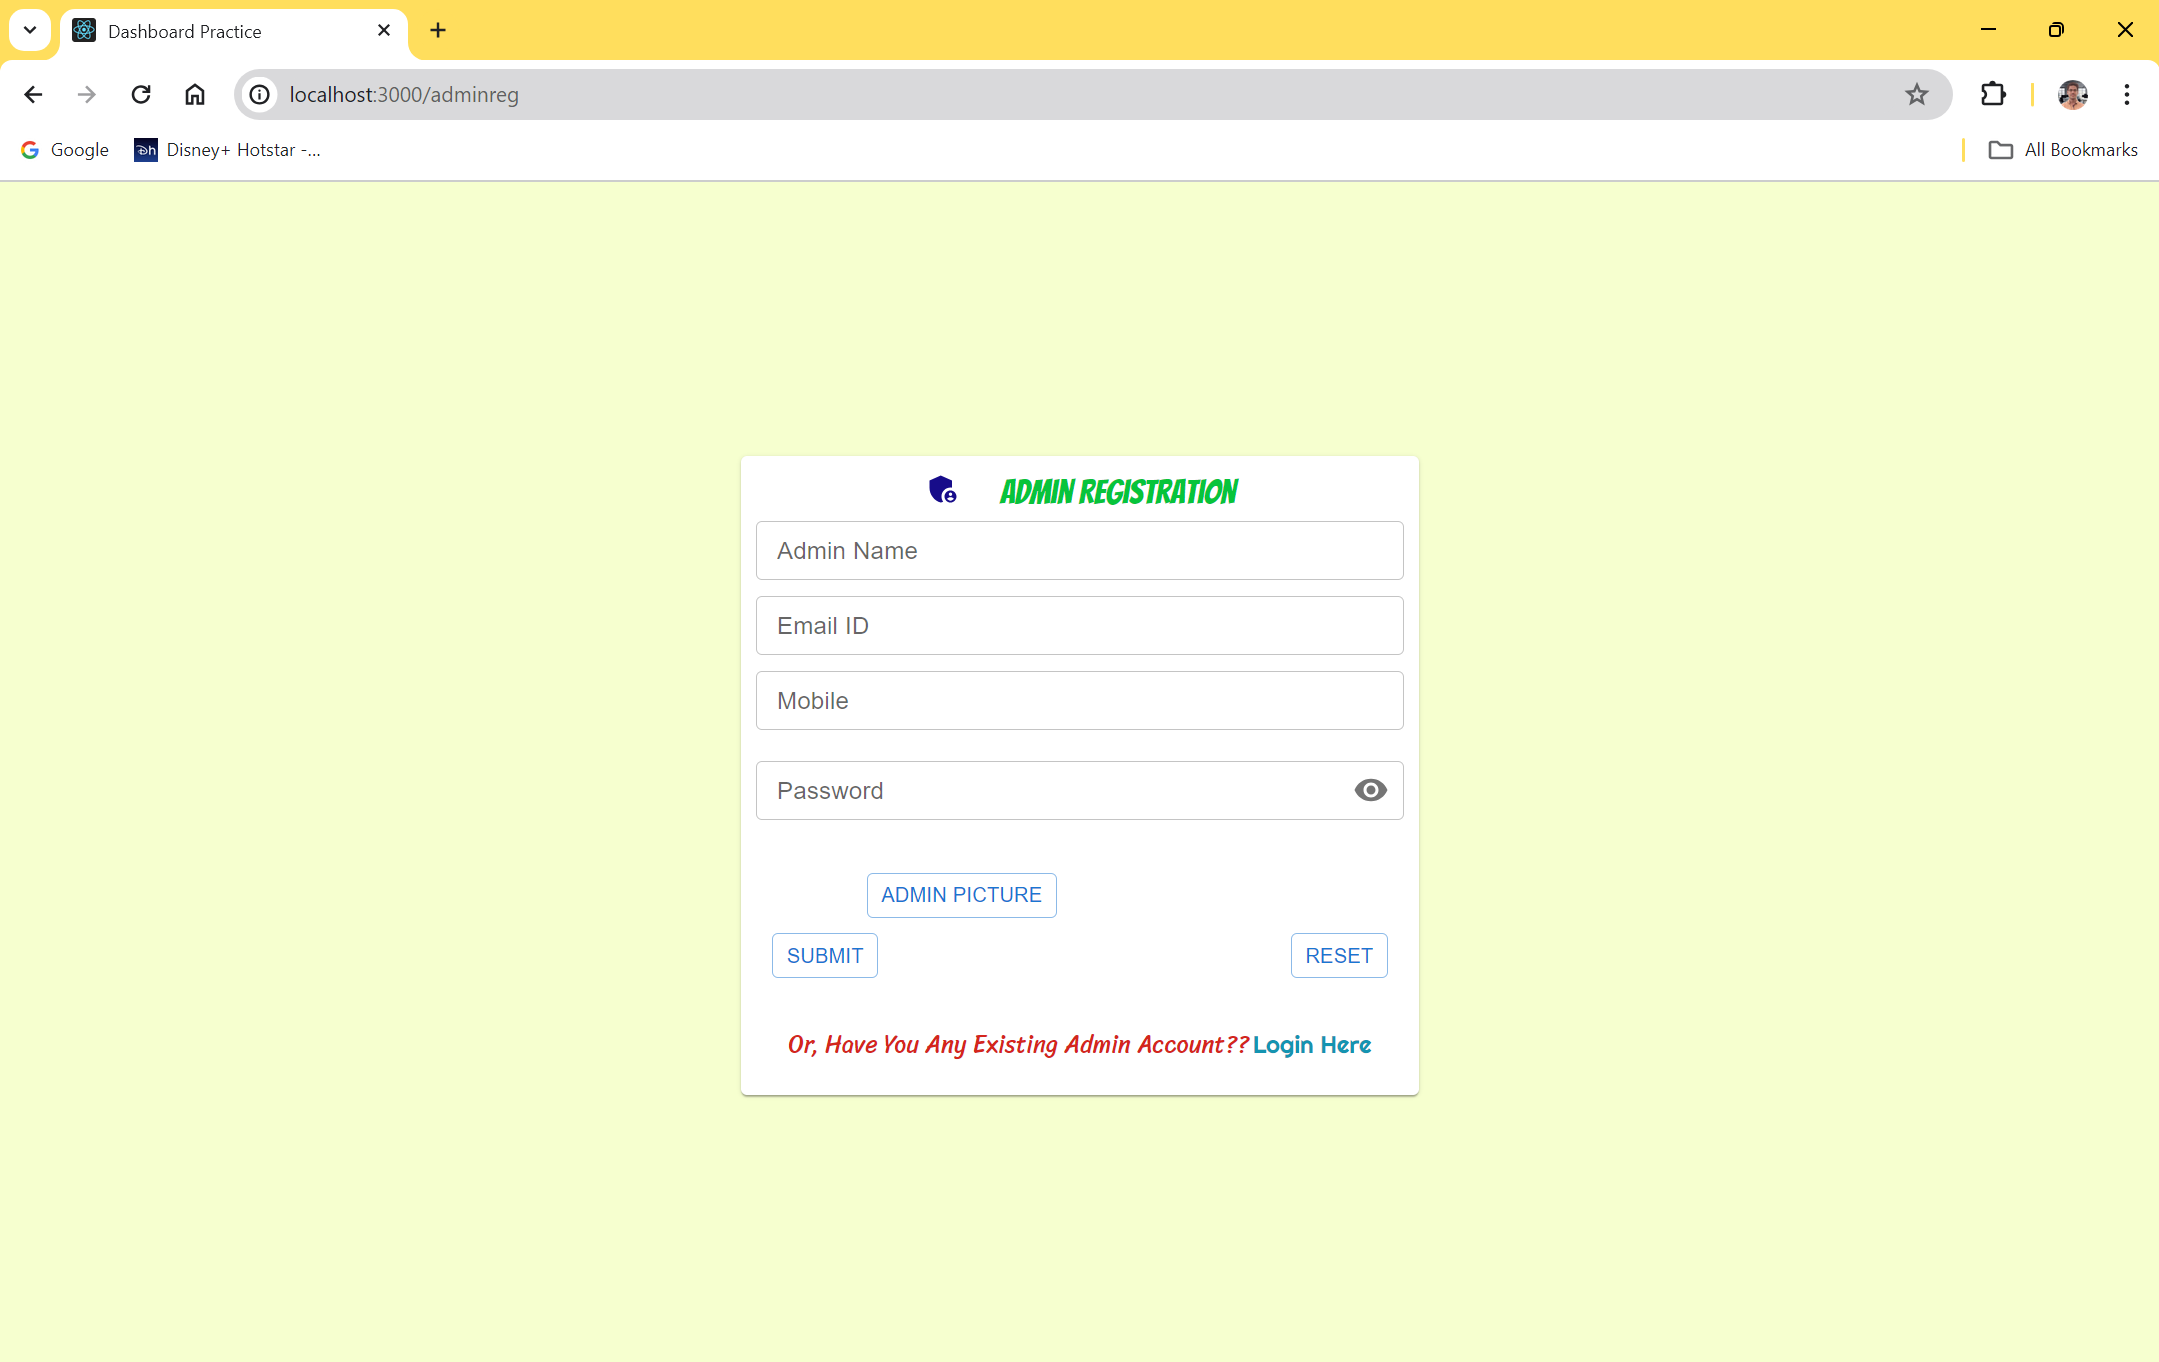 Dashboard Practice
localhost:3000/adminreg
Google Disney+ Hotstar -... All Bookmarks
ADMIN REGISTRATION
Admin Name
Email ID
Mobile
Password
ADMIN PICTURE
SUBMIT RESET
Or, Have You Any Existing Admin Account?? Login Here